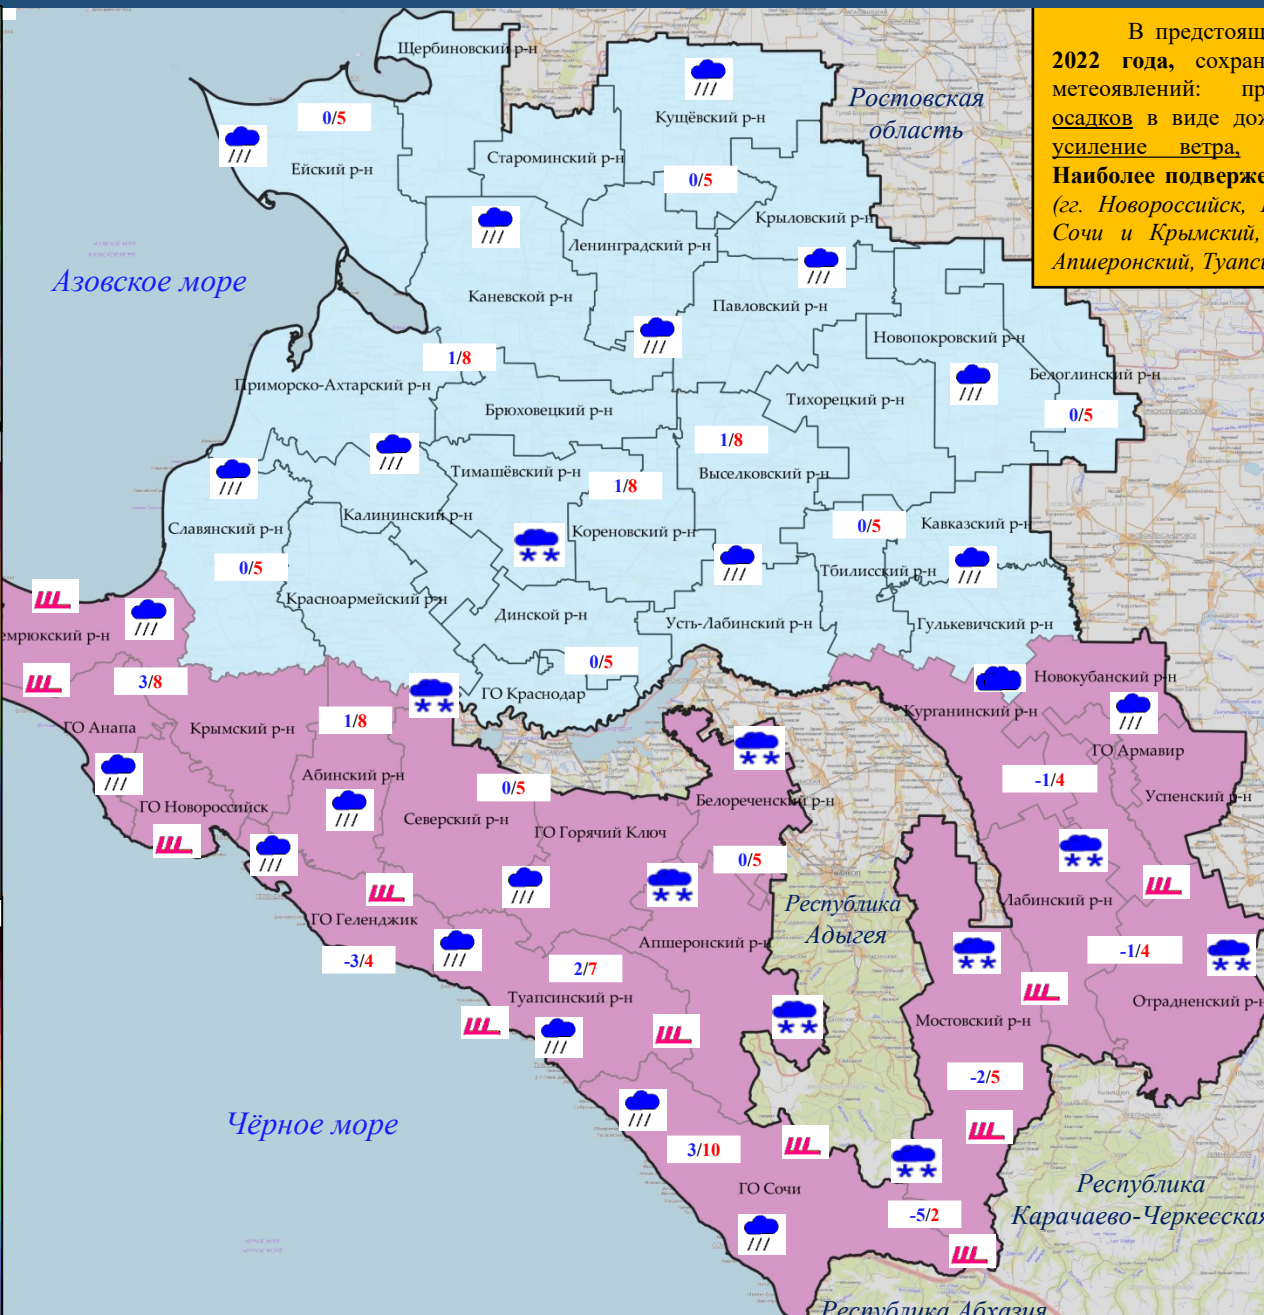 В предстоящ
2022 года, сохран
метеоявлений: пр
осадков в виде дож
усиление ветра,
Наиболее подверже
(гг. Новороссийск,
Сочи и Крымский,
Апшеронский, Туапси
Щербиновский р-н
Ростовская
область
Кущёвский р-н
0/5
Староминский р-н
Ейский р-н
0/5
Крыловский р-н
Ленинградский р-н
Азовское море
Каневской р-н
Павловский р-н
Новопокровский р-н
1/8
Белоглинский р-н
Приморско-Ахтарский р-н
Тихорецкий р-н
Брюховецкий р-н
0/5
1/8
Тимашёвский р-н
Выселковский р-н
1/8
Калининский р-н
Славянский р-н
Кореновский р-н
0/5
Кавказский р-н
0/5
Тбилисский р-н
Красноармейский р-н
Динской р-н
Усть-Лабинский р-н
Гулькевичский р-н
емрюкский р-н
0/5
Новокубанский р-н
3/8
ГО Краснодар
Курганинский р-н
ГО Анапа
Крымский р-н
1/8
ГО Армавир
Абинский р-н
-1/4
0/5
Белореченский р-н
Успенский р-н
ГО Новороссийск
Северский р-н
ГО Горячий Ключ
0/5
Лабинский р-н
Республика
Адыгея
ГО Геленджик
Апшеронский р-н
-1/4
-3/4
2/7
Туапсинский р-н
Отрадненский р-н
Мостовский р-н
-2/5
Чёрное море
3/10
ГО Сочи
Республика
Карачаево-Черкесская
-5/2
Республика Абхазия